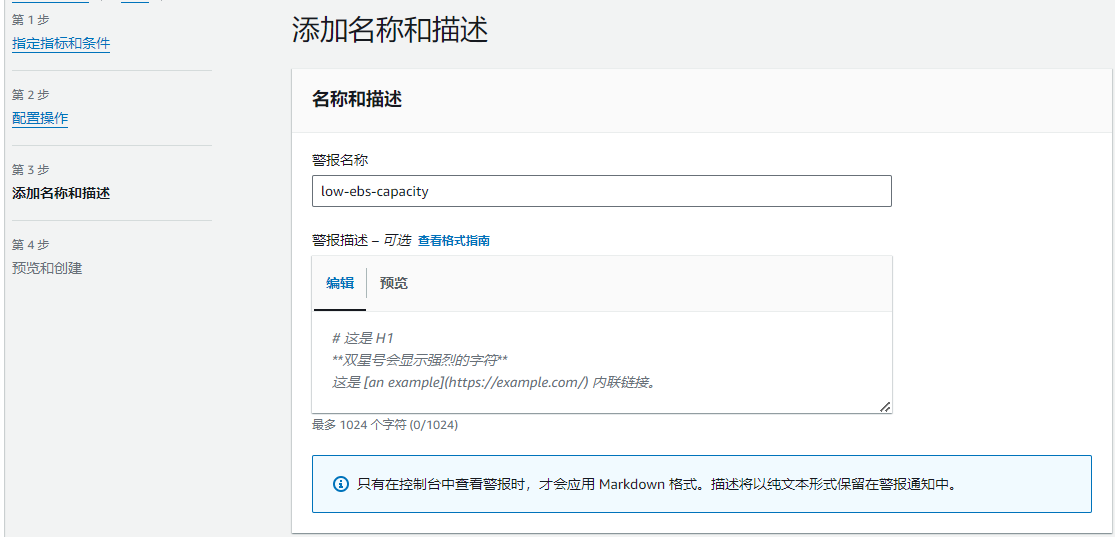 第 1 步
指定指标和条件
第 2 步
配置操作
第 3 步
添加名称和描述
第 4 步
预览和创建
添加名称和描述
名称和描述
警报名称
low-ebs-capacity
警报描述 – 可选 查看格式指南
编辑 预览
# 这是 H1
**双星号会显示强烈的字符**
这是 [an example](https://example.com/) 内联链接。
最多 1024 个字符 (0/1024)
只有在控制台中查看警报时，才会应用 Markdown 格式。描述将以纯文本形式保留在警报通知中。